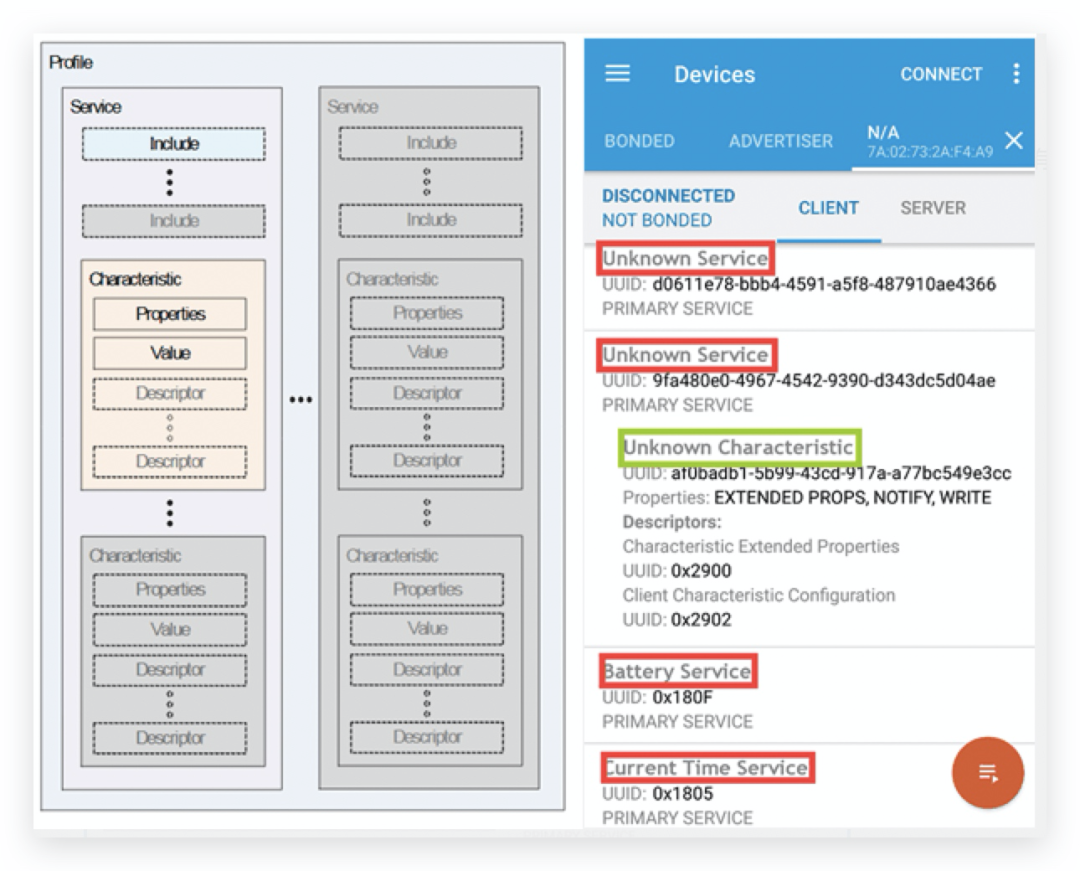 Profile
Service
Include
Include
Characteristic
Properties
Value
Descriptor
Descriptor
Characteristic
Properties
Value
Descriptor
Descriptor
Service
Include
Include
Characteristic
Properties
Value
Descriptor
Descriptor
Characteristic
Properties
Value
Descriptor
Descriptor
Devices
CONNECT
BONDED
ADVERTISER
N/A
7A:02:73:2A:F4:A9
DISCONNECTED
NOT BONDED
CLIENT
SERVER
Unknown Service
UUID: d0611e78-bbb4-4591-a5f8-487910ae4366
PRIMARY SERVICE
Unknown Service
UUID: 9fa480e0-4967-4542-9390-d343dc5d04ae
PRIMARY SERVICE
Unknown Characteristic
UUID: af0badb1-5b99-43cd-917a-a77bc549e3cc
Properties: EXTENDED PROPS, NOTIFY, WRITE
Descriptors:
Characteristic Extended Properties
UUID: 0x2900
Client Characteristic Configuration
UUID: 0x2902
Battery Service
UUID: 0x180F
PRIMARY SERVICE
Current Time Service
UUID: 0x1805
PRIMARY SERVICE